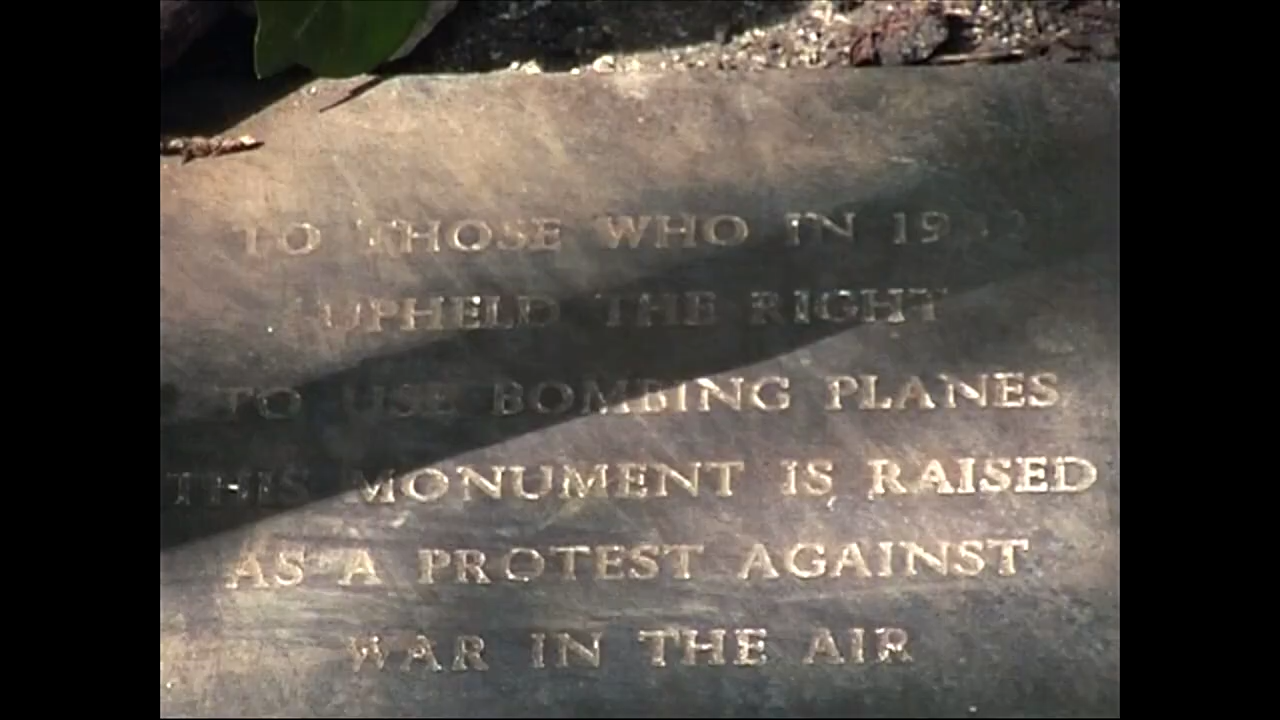 TO THOSE WHO IN 1932
UPHELD THE RIGHT
TO USE BOMBING PLANES
THIS MONUMENT IS RAISED
AS A PROTEST AGAINST
WAR IN THE AIR